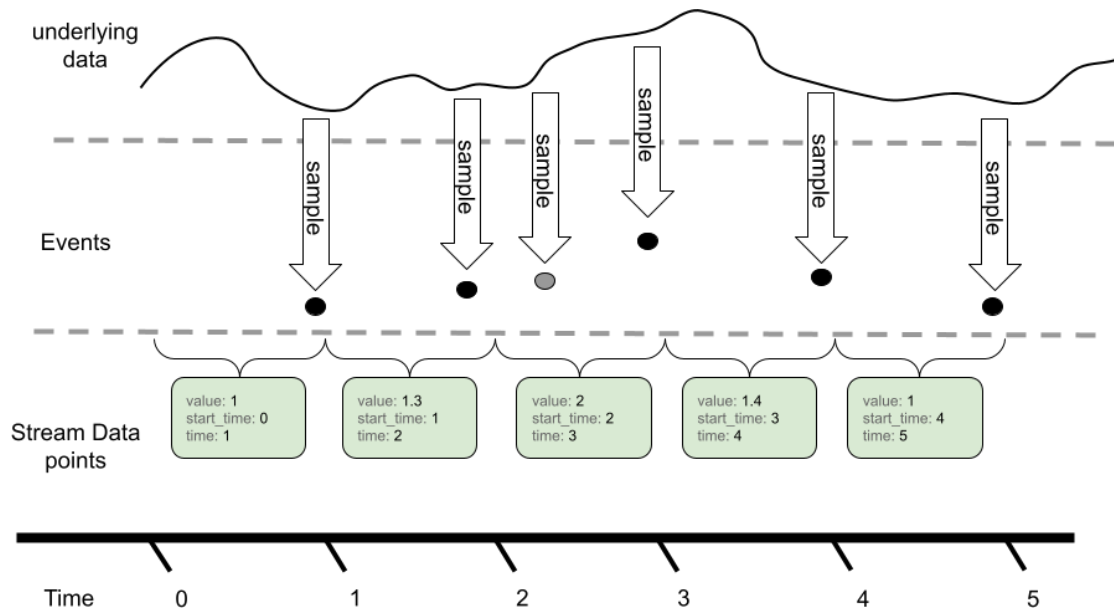 underlying
data
sample
sample
sample
sample
sample
sample
Events
value: 1
start_time: 0
time: 1
value: 1.3
start_time: 1
time: 2
value: 2
start_time: 2
time: 3
value: 1.4
start_time: 3
time: 4
value: 1
start_time: 4
time: 5
Stream Data
points
Time 0 1 2 3 4 5